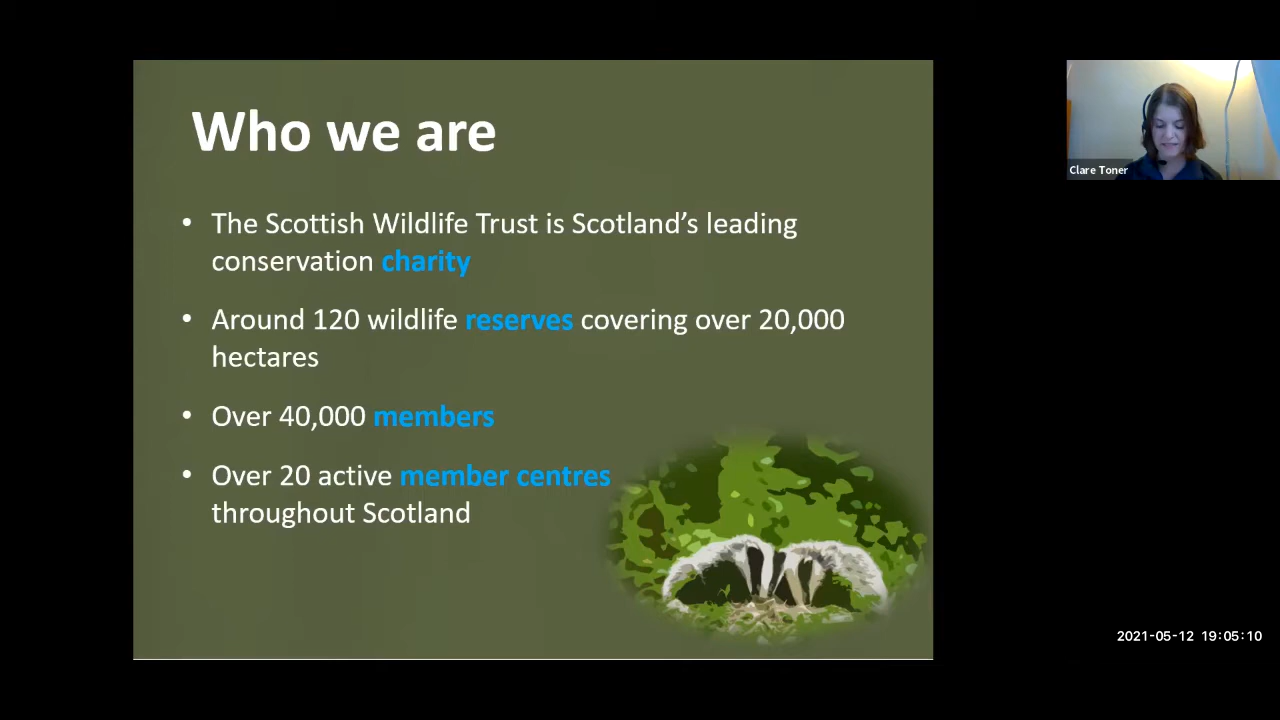 Who we are
• The Scottish Wildlife Trust is Scotland’s leading
conservation charity
• Around 120 wildlife reserves covering over 20,000
hectares
• Over 40,000 members
• Over 20 active member centres
throughout Scotland
Clare Toner
2021-05-12 19:05:10